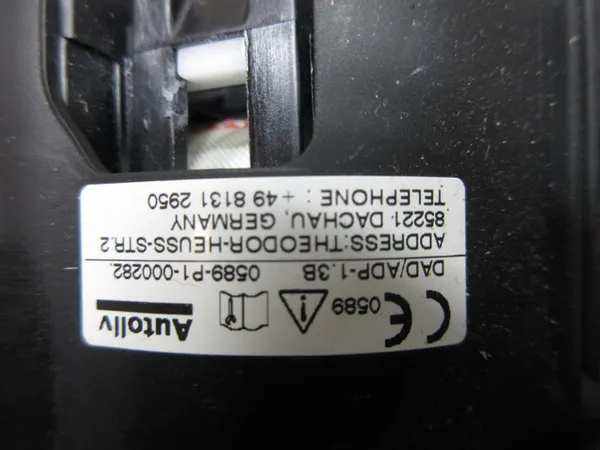 CE 0589 Autoliv
DAD/ADP-1.3B 0589-P1-000282.
ADDRESS:THEODOR-HEUSS-STR.2
85221 DACHAU, GERMANY
TELEPHONE : + 49 8131 2950